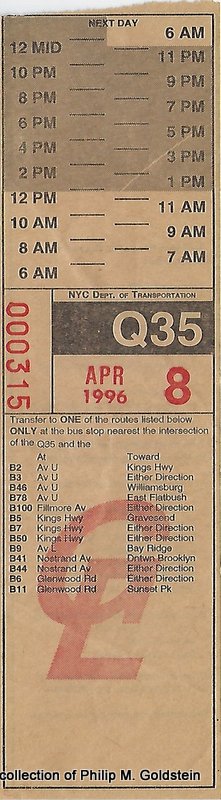 NEXT DAY
6 AM
12 MID
11 PM
10 PM
9 PM
8 PM
7 PM
6 PM
5 PM
4 PM
3 PM
2 PM
1 PM
12 PM
11 AM
10 AM
9 AM
8 AM
7 AM
6 AM
000315
NYC DEPT. OF TRANSPORTATION
Q35
APR 8
1996
Transfer to ONE of the routes listed below
ONLY at the bus stop nearest the intersection
of the Q35 and the
At Toward
B2 Av U Kings Hwy
B3 Av U Either Direction
B46 Av U Williamsburg
B78 Av U East Flatbush
B100 Fillmore Av Either Direction
B5 Kings Hwy Gravesend
B7 Kings Hwy Either Direction
B50 Kings Hwy Either Direction
B9 Av L Bay Ridge
B41 Nostrand Av Dntwn Brooklyn
B44 Nostrand Av Either Direction
B6 Glenwood Rd Either Direction
B11 Glenwood Rd Sunset Pk
collection of Philip M. Goldstein